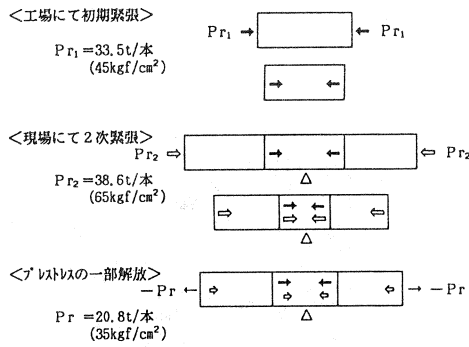 <工場にて初期緊張>
Pr₁=33.5t/本
(45kgf/cm²)
Pr₁ Pr₁
<現場にて2次緊張>
Pr₂ Pr₂
Pr₂=38.6t/本
(65kgf/cm²)
<プレストレスの一部解放>
−Pr −Pr
Pr=20.8t/本
(35kgf/cm²)